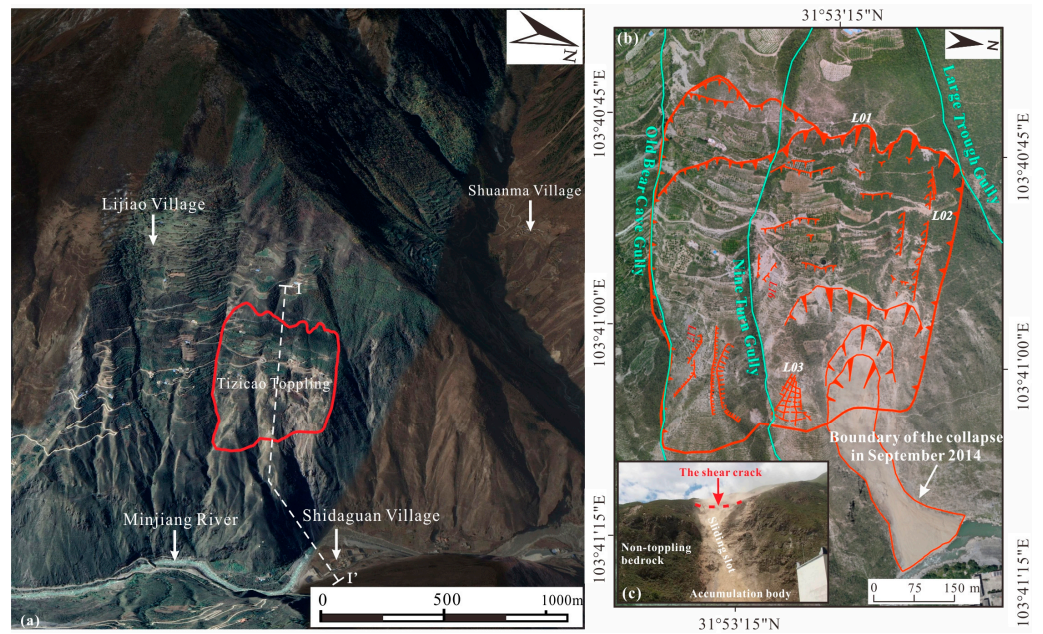 31°53'15"N
(b)
N
N
103°40'45"E
103°41'00"E
103°41'15"E
Lijiao Village
Shuanma Village
I
Tizicao Toppling
Minjiang River
Shidaguan Village
I'
0 500 1000m
(a)
L01
Large Trough Gully
Old Bear Cave Gully
L02
Nine Turn Gully
L03
Boundary of the collapse
in September 2014
The shear crack
Sliding slot
Non-toppling
bedrock
Accumulation body
(c)
0 75 150 m
103°40'45"E
103°41'00"E
103°41'15"E
31°53'15"N